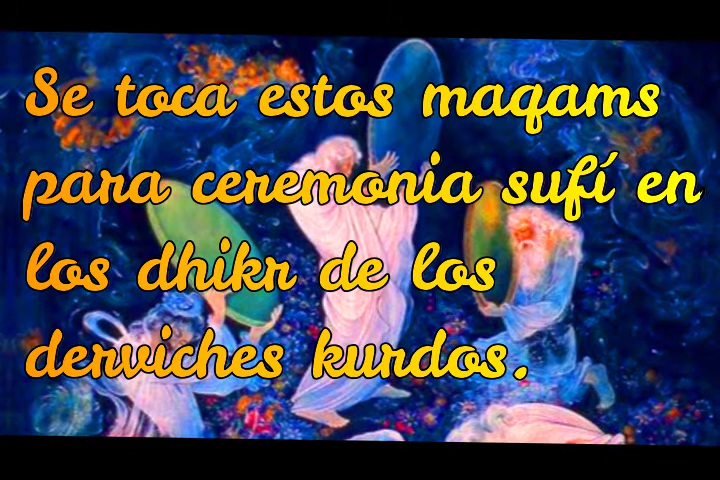 Se toca estos maqams
para ceremonia sufí en
los dhikr de los
derviches kurdos.